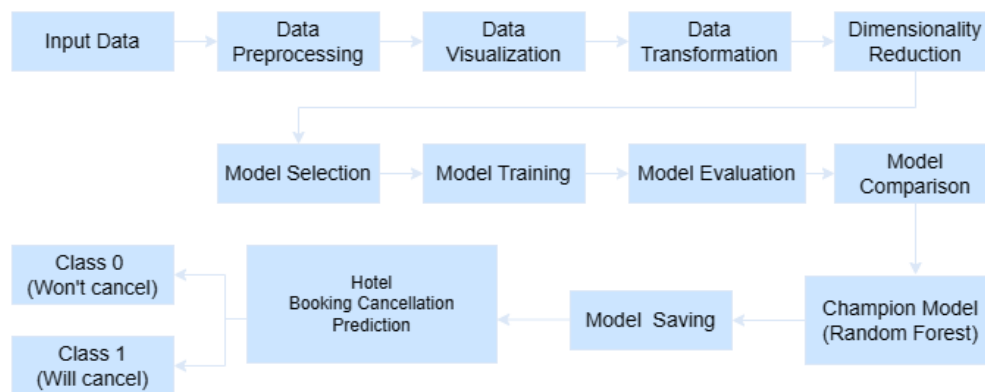 Input Data
Data
Preprocessing
Data
Visualization
Data
Transformation
Dimensionality
Reduction
Model Selection
Model Training
Model Evaluation
Model
Comparison
Champion Model
(Random Forest)
Model Saving
Hotel
Booking Cancellation
Prediction
Class 0
(Won't cancel)
Class 1
(Will cancel)